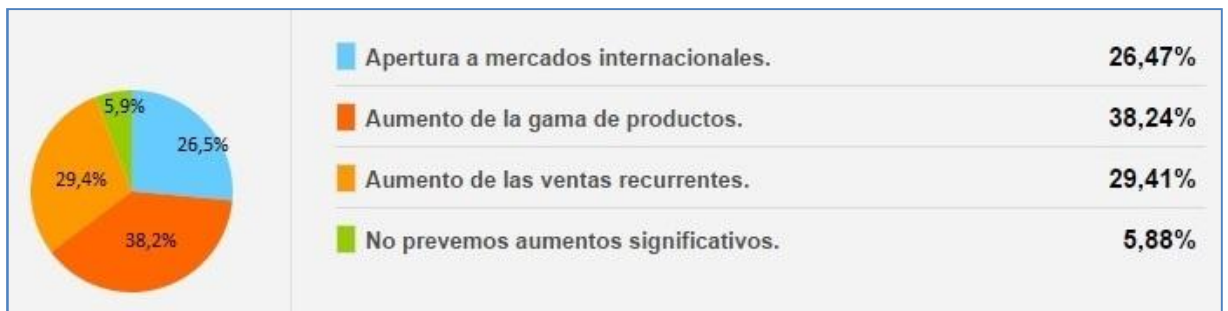 5,9%
26,5%
29,4%
38,2%
Apertura a mercados internacionales. 26,47%
Aumento de la gama de productos. 38,24%
Aumento de las ventas recurrentes. 29,41%
No prevemos aumentos significativos. 5,88%